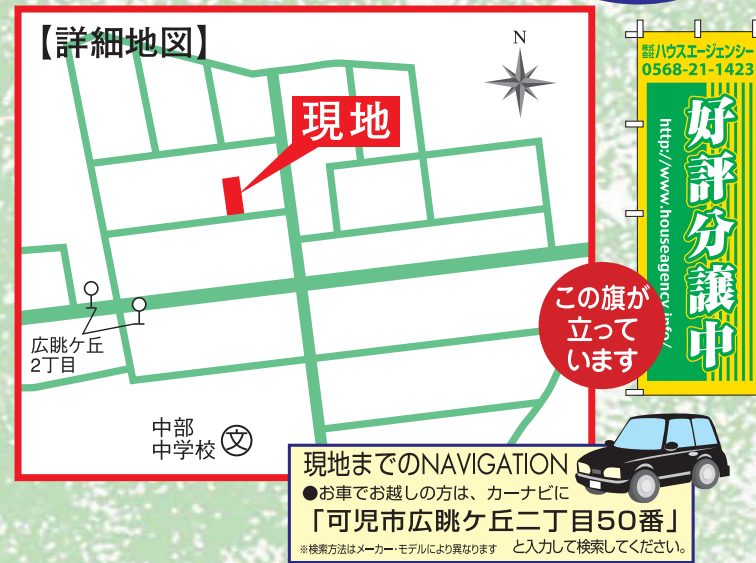 【詳細地図】
N
現地
広眺ケ丘
2丁目
中部
中学校
文
株式会社ハウスエージェンシー
0568-21-1423
好評分譲中
http://www.houseagency.info/
この旗が
立って
います
現地までのNAVIGATION
●お車でお越しの方は、カーナビに
「可児市広眺ケ丘二丁目50番」
※検索方法はメーカー・モデルにより異なります と入力して検索してください。